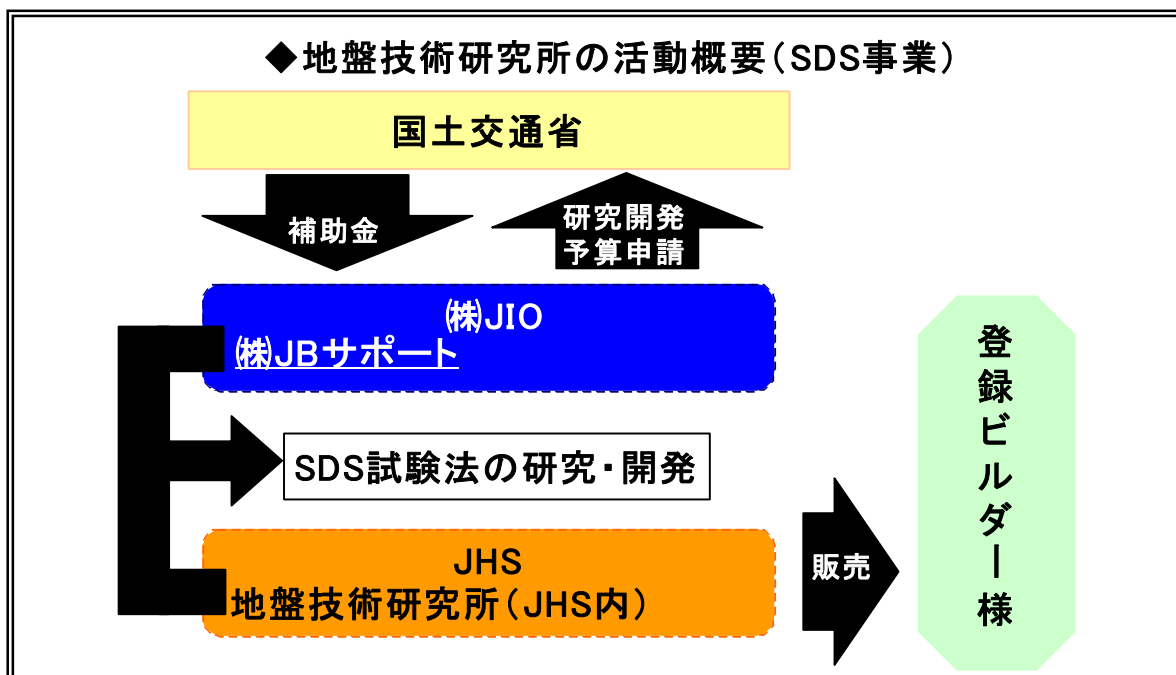 ◆地盤技術研究所の活動概要(SDS事業)
国土交通省
補助金
研究開発
予算申請
㈱JIO
㈱JBサポート
SDS試験法の研究・開発
JHS
地盤技術研究所(JHS内)
販売
登録ビルダー様